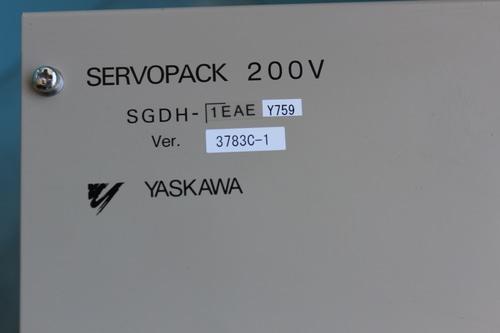 SERVOPACK 200V
SGDH-1EAE Y759
Ver. 3783C-1
YASKAWA